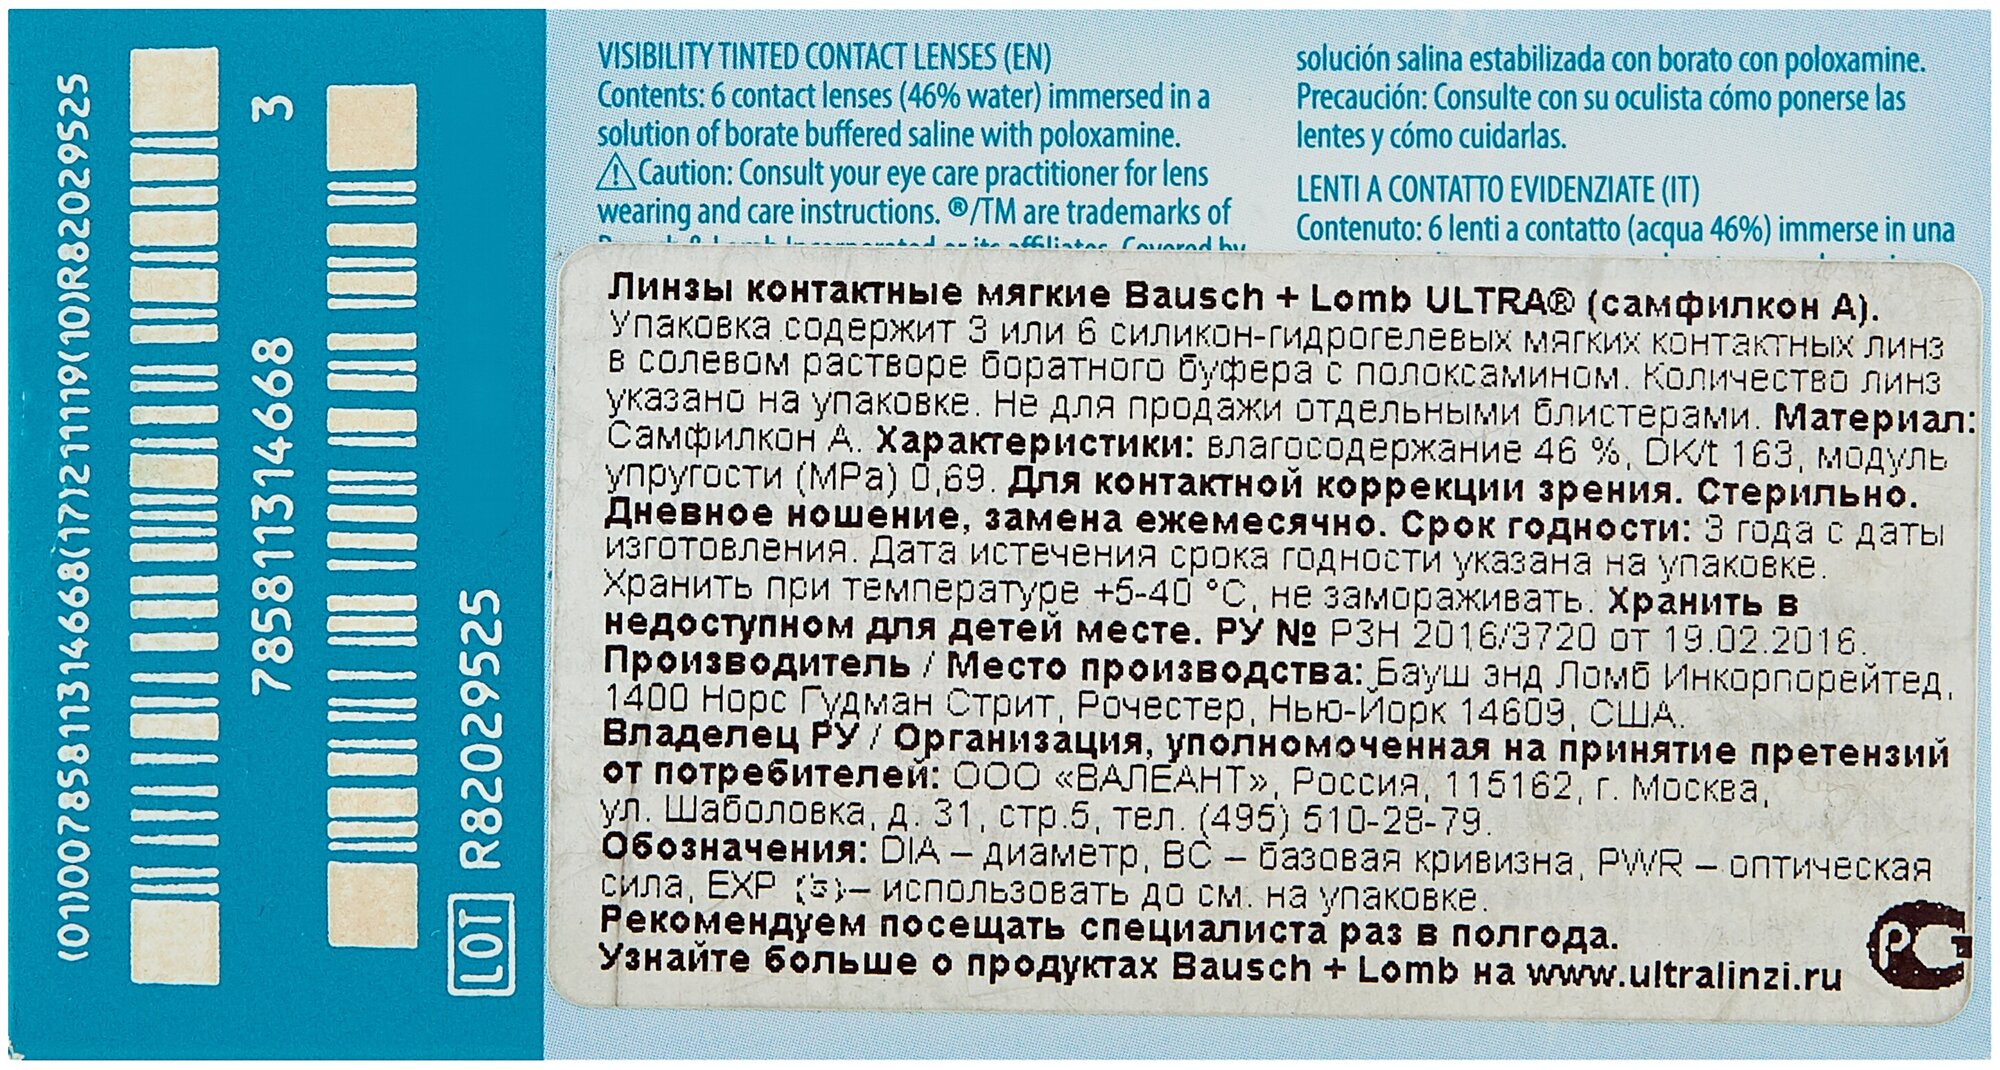 (01)00785811314668(17)211119(10)R82029525
785811314668 3
LOT R82029525
VISIBILITY TINTED CONTACT LENSES (EN)
Contents: 6 contact lenses (46% water) immersed in a
solution of borate buffered saline with poloxamine.
Caution: Consult your eye care practitioner for lens
wearing and care instructions. ®/TM are trademarks of
Bausch & Lomb Incorporated or its affiliates. Covered by
solución salina estabilizada con borato con poloxamine.
Precaución: Consulte con su oculista cómo ponerse las
lentes y cómo cuidarlas.
LENTI A CONTATTO EVIDENZIATE (IT)
Contenuto: 6 lenti a contatto (acqua 46%) immerse in una
Линзы контактные мягкие Bausch + Lomb ULTRA® (самфилкон А).
Упаковка содержит 3 или 6 силикон-гидрогелевых мягких контактных линз
в солевом растворе боратного буфера с полоксамином. Количество линз
указано на упаковке. Не для продажи отдельными блистерами. Материал:
Самфилкон А. Характеристики: влагосодержание 46 %, DK/t 163, модуль
упругости (MPa) 0,69. Для контактной коррекции зрения. Стерильно.
Дневное ношение, замена ежемесячно. Срок годности: 3 года с даты
изготовления. Дата истечения срока годности указана на упаковке.
Хранить при температуре +5-40 °C, не замораживать. Хранить в
недоступном для детей месте. РУ № РЗН 2016/3720 от 19.02.2016.
Производитель / Место производства: Бауш энд Ломб Инкорпорейтед,
1400 Норс Гудман Стрит, Рочестер, Нью-Йорк 14609, США.
Владелец РУ / Организация, уполномоченная на принятие претензий
от потребителей: ООО «ВАЛЕАНТ», Россия, 115162, г. Москва,
ул. Шаболовка, д. 31, стр.5, тел. (495) 510-28-79.
Обозначения: DIA – диаметр, BC – базовая кривизна, PWR – оптическая
сила, EXP (s)– использовать до см. на упаковке.
Рекомендуем посещать специалиста раз в полгода.
Узнайте больше о продуктах Bausch + Lomb на www.ultralinzi.ru